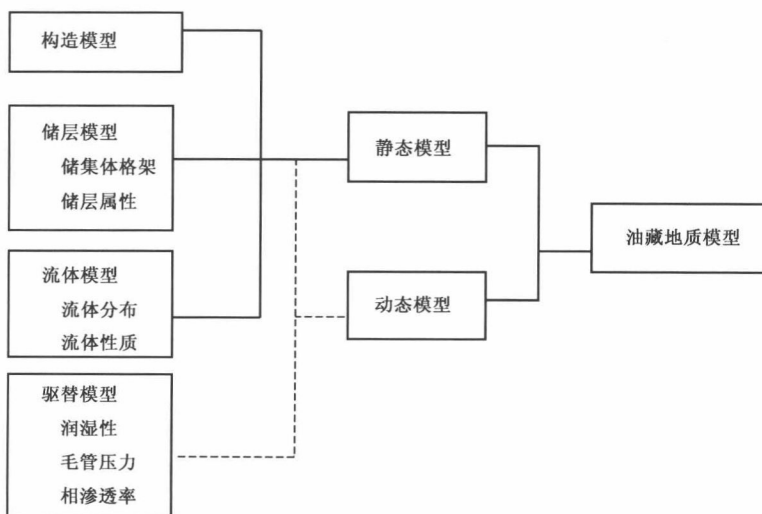 构造模型
储层模型
储集体格架
储层属性
流体模型
流体分布
流体性质
驱替模型
润湿性
毛管压力
相渗透率
静态模型
动态模型
油藏地质模型